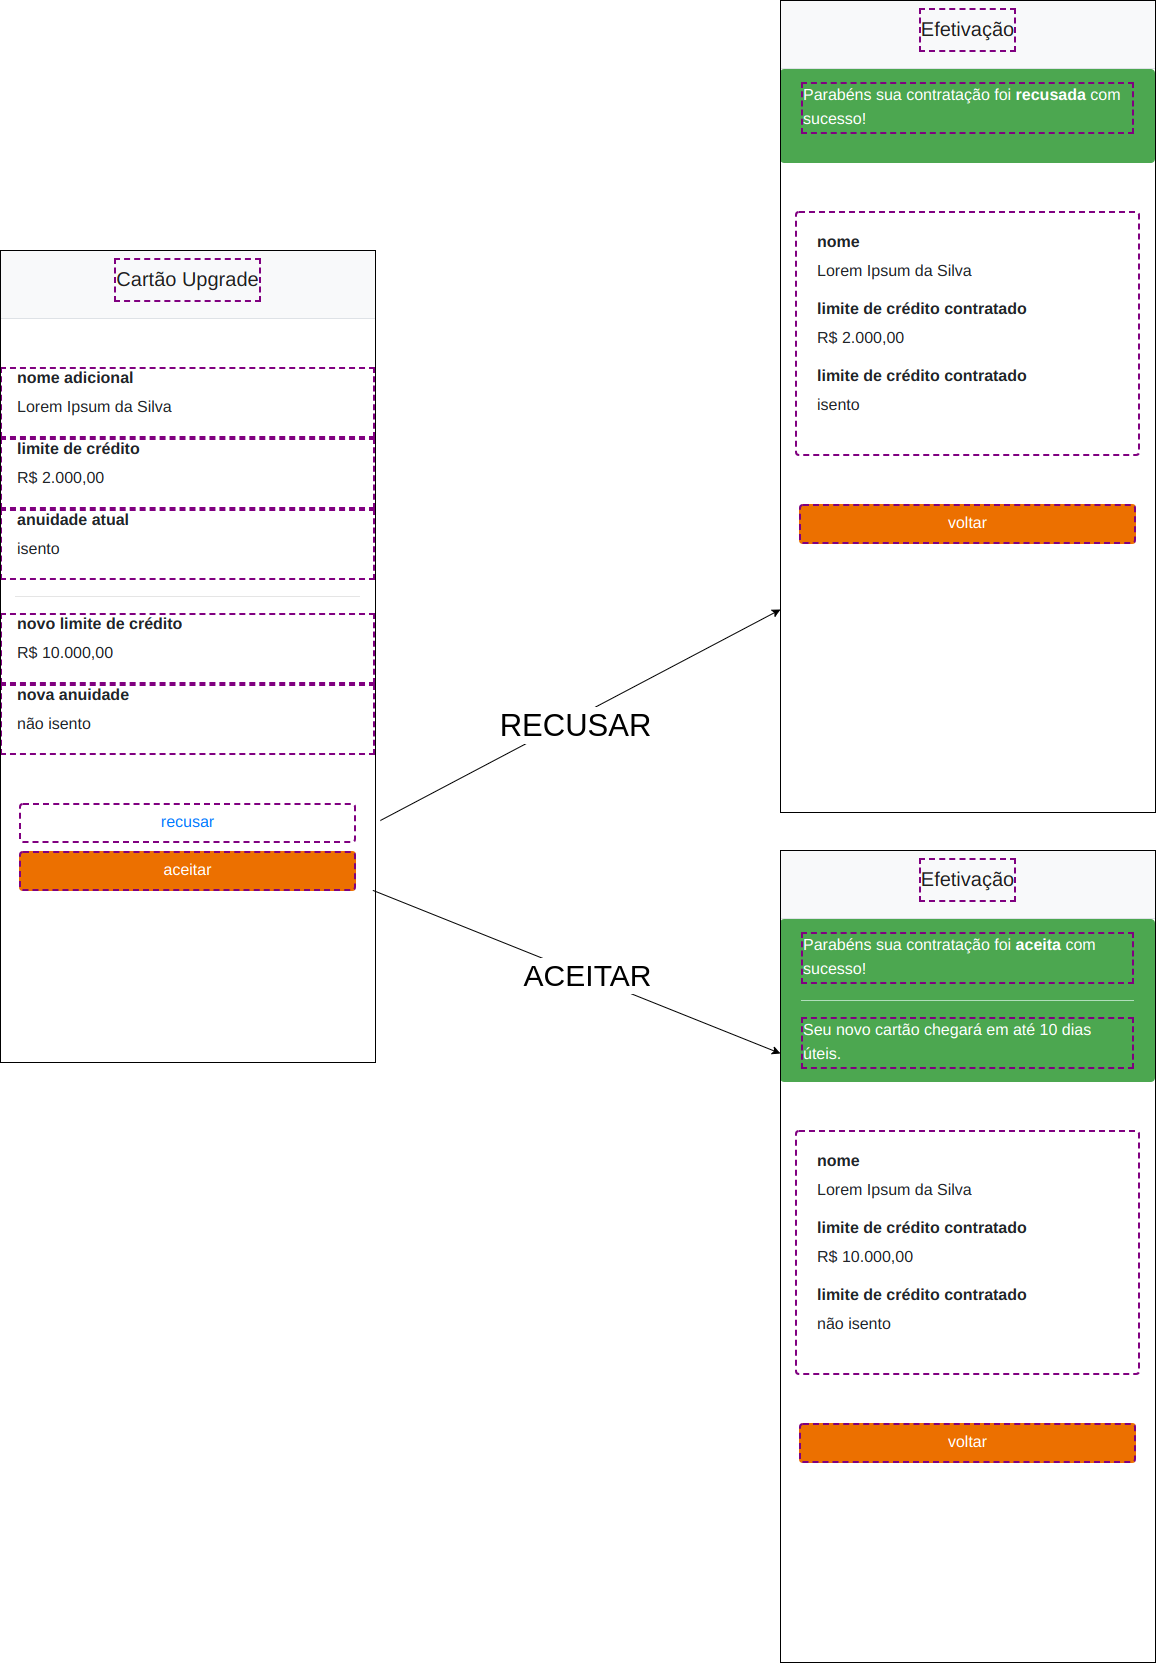 Cartão Upgrade
nome adicional
Lorem Ipsum da Silva
limite de crédito
R$ 2.000,00
anuidade atual
isento
novo limite de crédito
R$ 10.000,00
nova anuidade
não isento
recusar
aceitar
RECUSAR
ACEITAR
Efetivação
Parabéns sua contratação foi recusada com
sucesso!
nome
Lorem Ipsum da Silva
limite de crédito contratado
R$ 2.000,00
limite de crédito contratado
isento
voltar
Efetivação
Parabéns sua contratação foi aceita com
sucesso!
Seu novo cartão chegará em até 10 dias
úteis.
nome
Lorem Ipsum da Silva
limite de crédito contratado
R$ 10.000,00
limite de crédito contratado
não isento
voltar